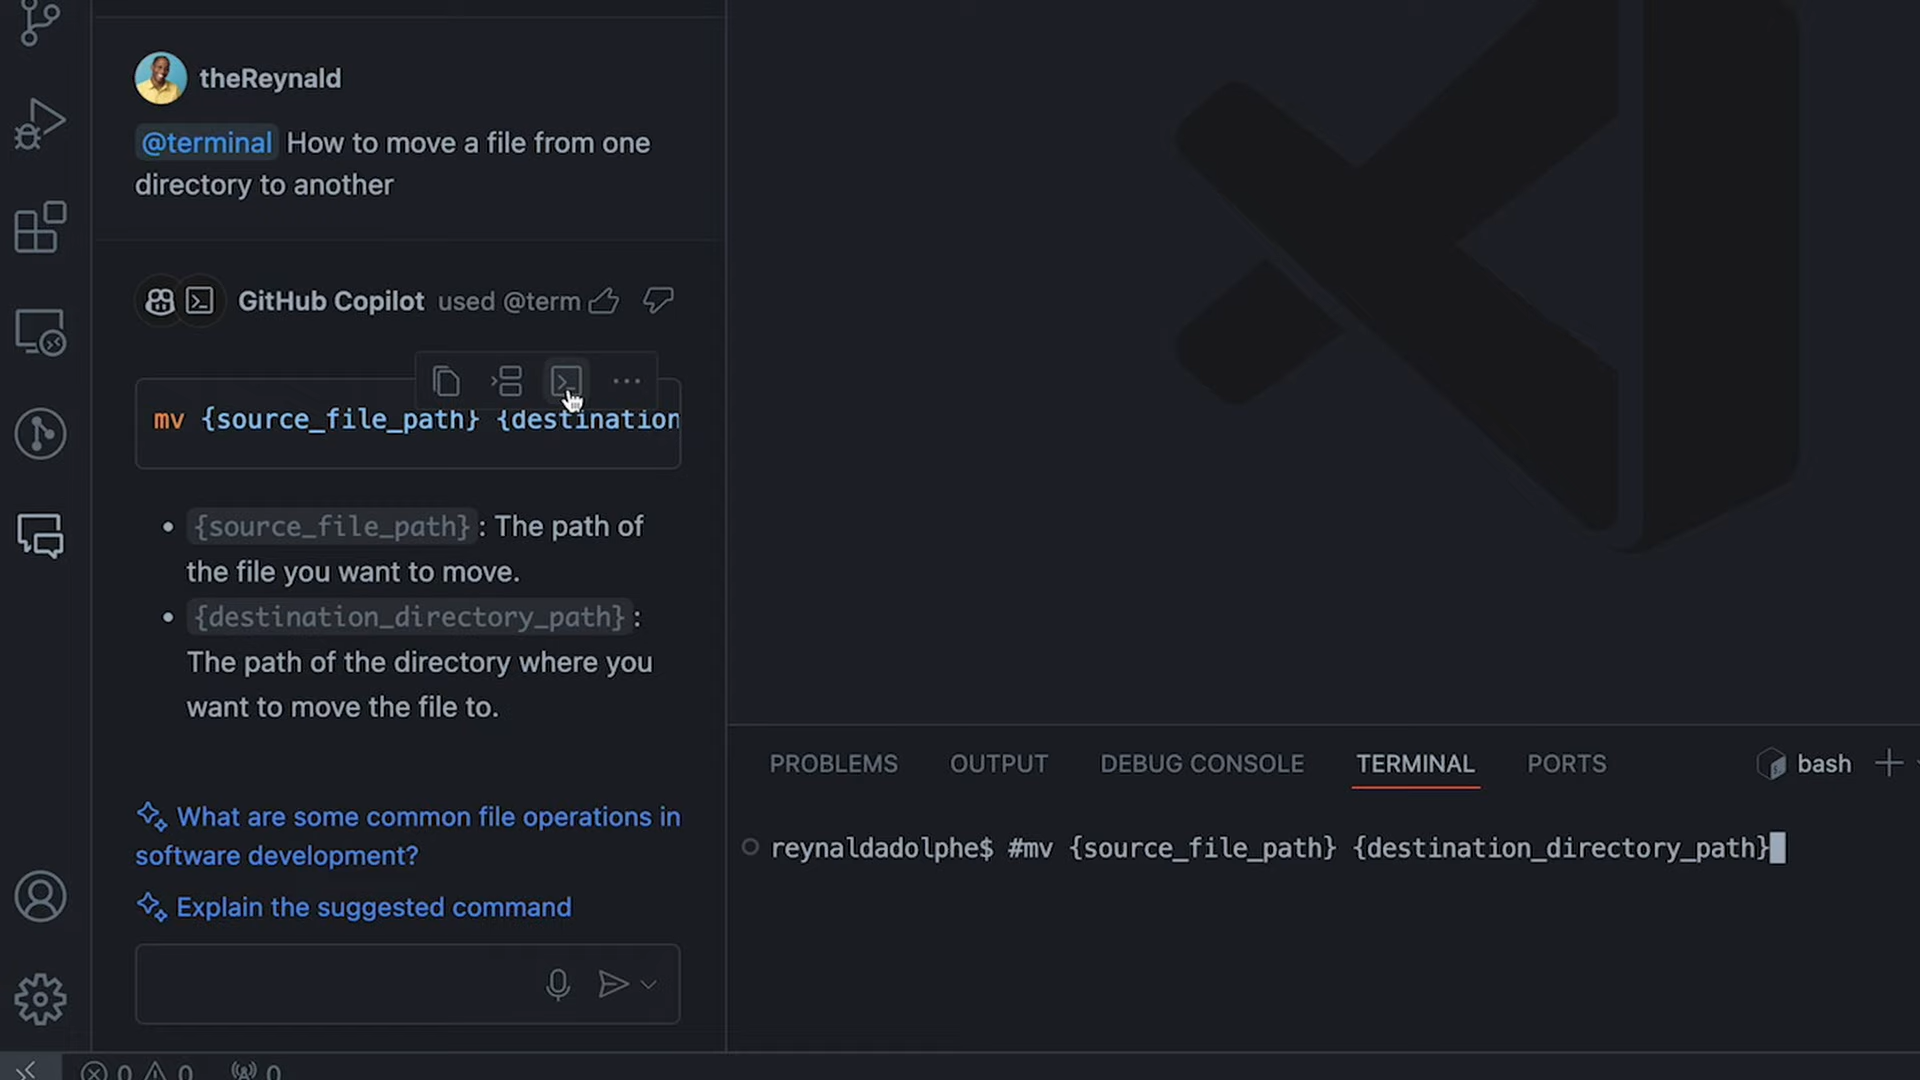 theReynald
@terminal How to move a file from one
directory to another
GitHub Copilot used @term
mv {source_file_path} {destination
{source_file_path}: The path of
the file you want to move.
{destination_directory_path}:
The path of the directory where you
want to move the file to.
What are some common file operations in
software development?
Explain the suggested command
PROBLEMS OUTPUT DEBUG CONSOLE TERMINAL PORTS bash
reynaldadolphe$ #mv {source_file_path} {destination_directory_path}
0 0 0